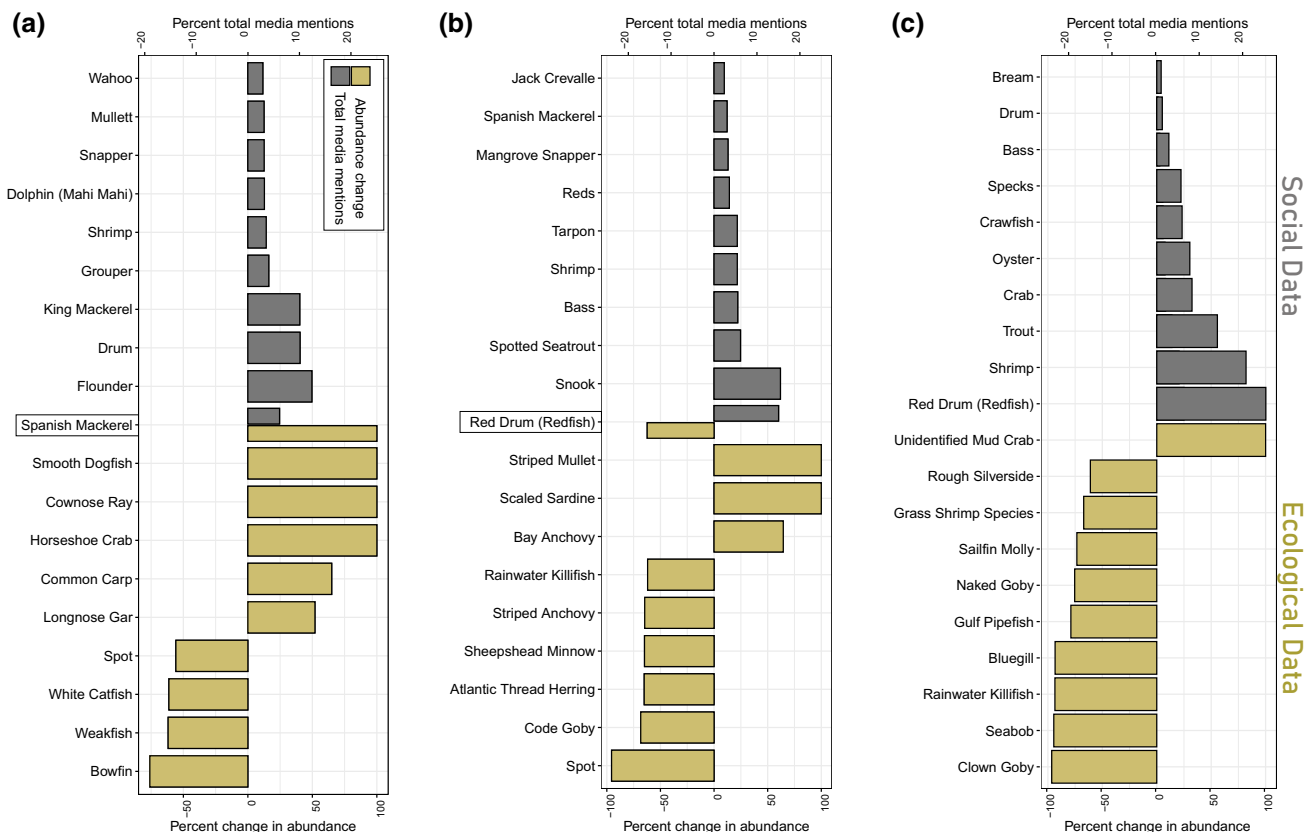 (a)
Percent total media mentions
−20
−10
0
10
20
Wahoo
Mullett
Snapper
Dolphin (Mahi Mahi)
Shrimp
Grouper
King Mackerel
Drum
Flounder
Spanish Mackerel
Smooth Dogfish
Cownose Ray
Horseshoe Crab
Common Carp
Longnose Gar
Spot
White Catfish
Weakfish
Bowfin
Abundance change
Total media mentions
−50
0
50
100
Percent change in abundance
(b)
Percent total media mentions
−20
−10
0
10
20
Jack Crevalle
Spanish Mackerel
Mangrove Snapper
Reds
Tarpon
Shrimp
Bass
Spotted Seatrout
Snook
Red Drum (Redfish)
Striped Mullet
Scaled Sardine
Bay Anchovy
Rainwater Killifish
Striped Anchovy
Sheepshead Minnow
Atlantic Thread Herring
Code Goby
Spot
−100
−50
0
50
100
Percent change in abundance
(c)
Percent total media mentions
−20
−10
0
10
20
Bream
Drum
Bass
Specks
Crawfish
Oyster
Crab
Trout
Shrimp
Red Drum (Redfish)
Unidentified Mud Crab
Rough Silverside
Grass Shrimp Species
Sailfin Molly
Naked Goby
Gulf Pipefish
Bluegill
Rainwater Killifish
Seabob
Clown Goby
−100
−50
0
50
100
Percent change in abundance
Social Data
Ecological Data